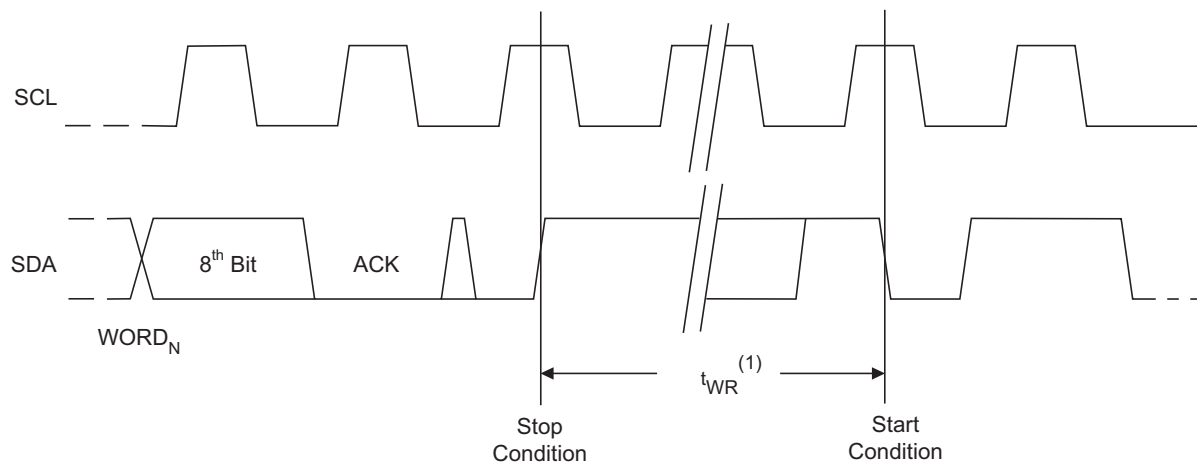 SCL
SDA
8th Bit
ACK
WORDN
tWR(1)
Stop
Condition
Start
Condition